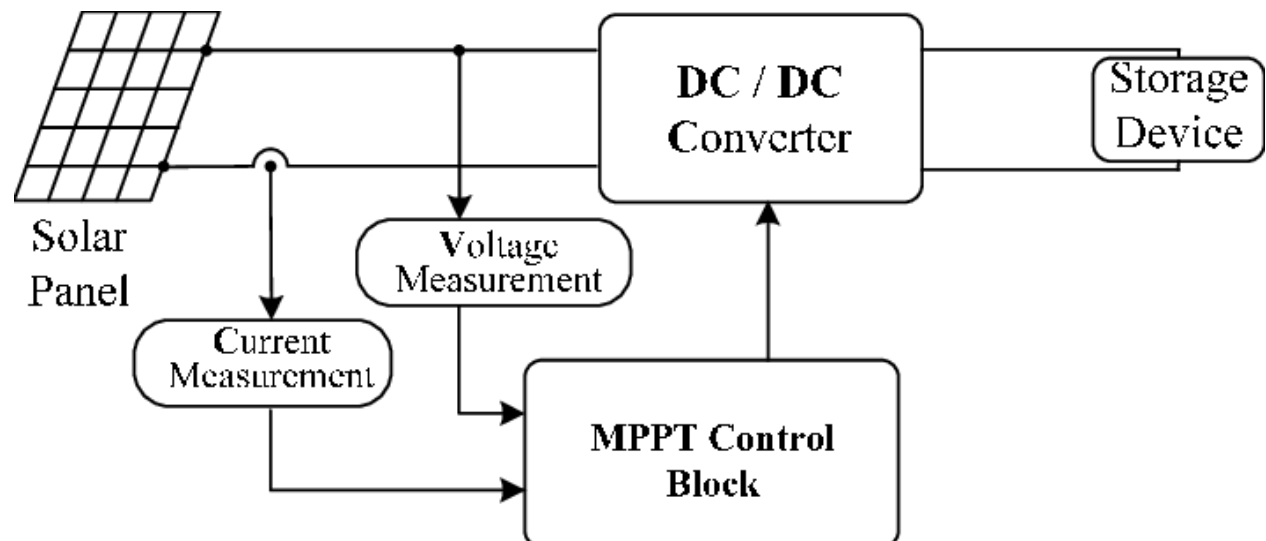 Solar
Panel
DC / DC
Converter
Storage
Device
Voltage
Measurement
Current
Measurement
MPPT Control
Block